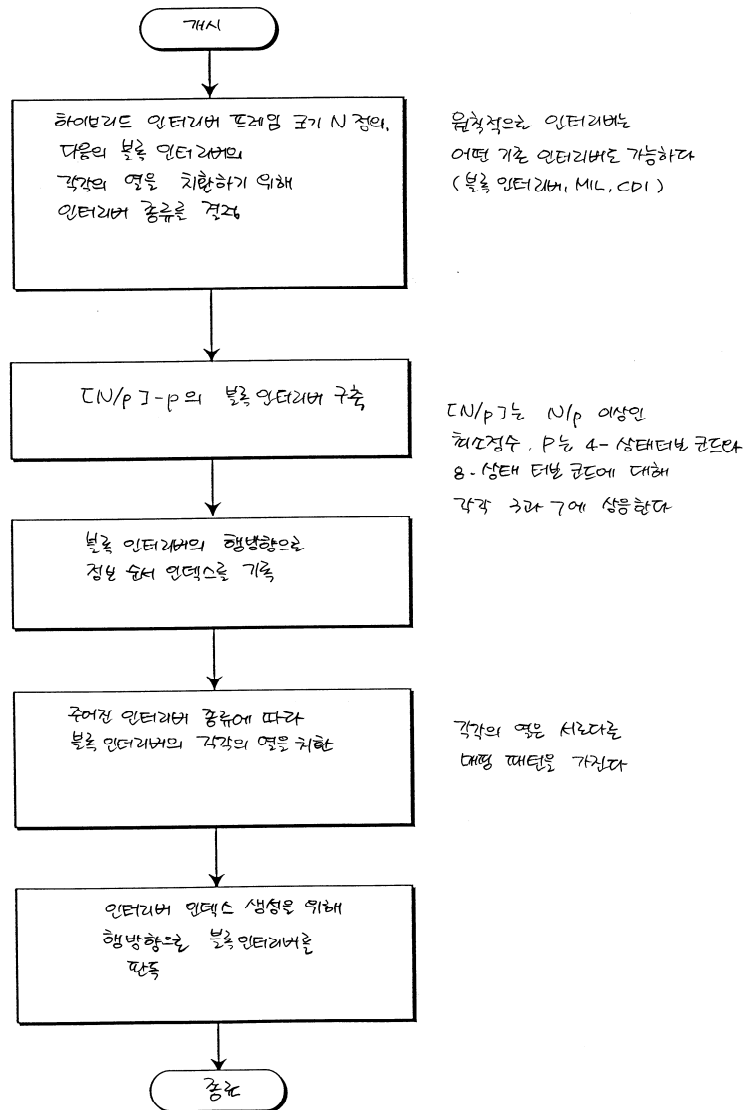 개시
하이브리드 인터리버 프레임 크기 N 정의,
다음의 블록 인터리버의
각각의 열을 치환하기 위해
인터리버 종류를 결정
원칙적으로 인터리버는
어떤 기존 인터리버도 가능하다
(블록 인터리버, MIL, CDI)
[N/p]-p의 블록 인터리버 구축
[N/p]는 N/p 이상인
최소정수, P는 4-상태터보 코드와
8-상태 터보 코드에 대해
각각 3과 7에 상응한다
블록 인터리버의 행방향으로
정보 순서 인덱스를 기록
주어진 인터리버 종류에 따라
블록 인터리버의 각각의 열을 치환
각각의 열은 서로다른
매핑 패턴을 가진다
인터리버 인덱스 생성을 위해
행방향으로 블록인터리버를
판독
종료